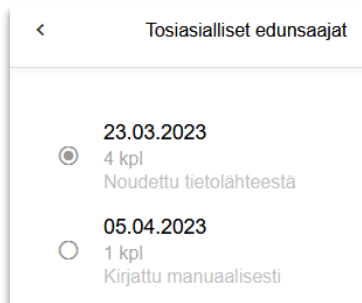 Tosiasialliset edunsaajat
23.03.2023
4 kpl
Noudettu tietolähteestä
05.04.2023
1 kpl
Kirjattu manuaalisesti